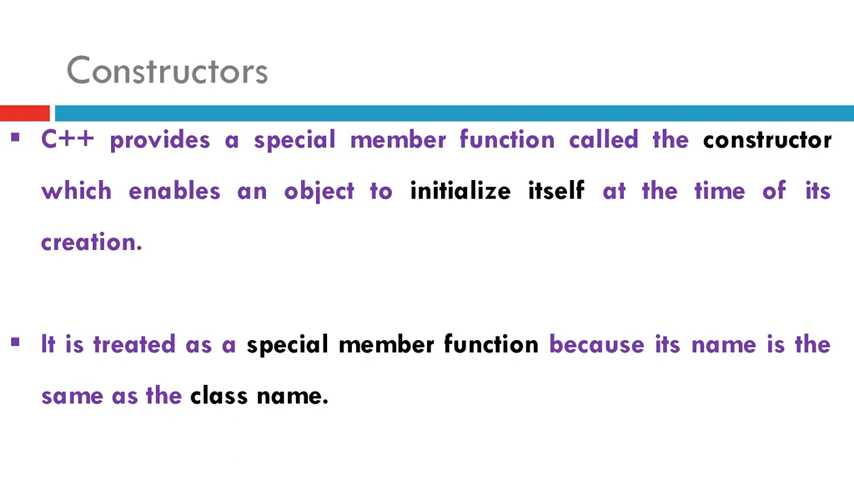 Constructors
▪ C++ provides a special member function called the constructor
which enables an object to initialize itself at the time of its
creation.
▪ It is treated as a special member function because its name is the
same as the class name.